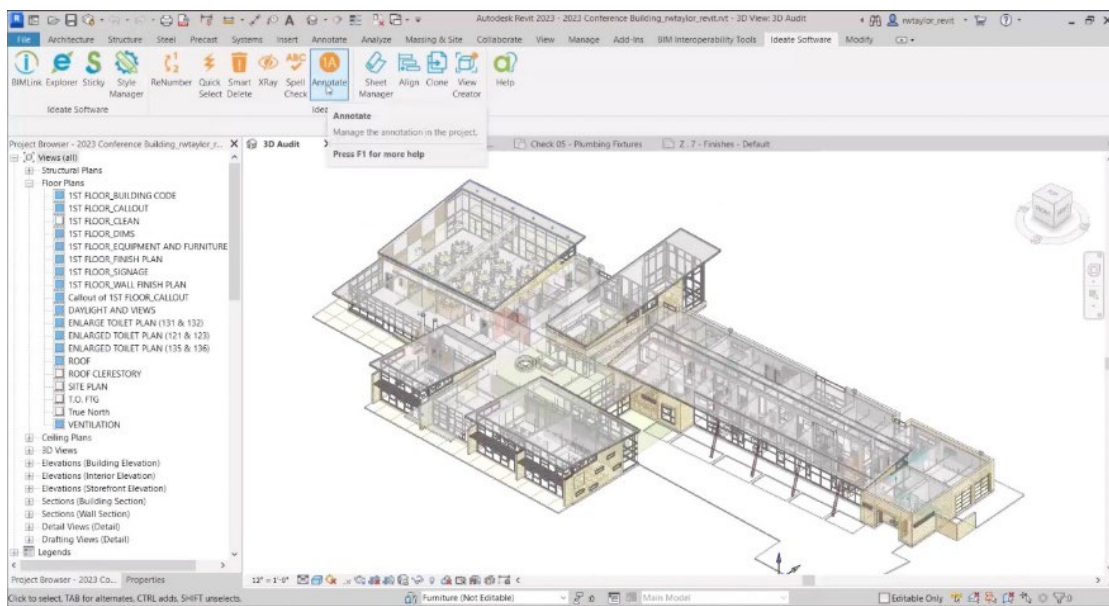 Autodesk Revit 2023 - 2023 Conference Building_rwtaylor_revit.rvt - 3D View: 3D Audit
rwtaylor_revit
File Architecture Structure Steel Precast Systems Insert Annotate Analyze Massing & Site Collaborate View Manage Add-Ins BIM Interoperability Tools Ideate Software Modify
BIMLink Explorer Sticky Style Manager ReNumber Quick Select Smart Delete XRay Spell Check Annotate Sheet Manager Align Clone View Creator Help
Ideate Software
Annotate
Manage the annotation in the project.
Press F1 for more help
Project Browser - 2023 Conference Building_rwtaylor_r...
3D Audit
Check 05 - Plumbing Fixtures
Z . 7 - Finishes - Default
Views (all)
Structural Plans
Floor Plans
1ST FLOOR_BUILDING CODE
1ST FLOOR_CALLOUT
1ST FLOOR_CLEAN
1ST FLOOR_DIMS
1ST FLOOR_EQUIPMENT AND FURNITURE
1ST FLOOR_FINISH PLAN
1ST FLOOR_SIGNAGE
1ST FLOOR_WALL FINISH PLAN
Callout of 1ST FLOOR_CALLOUT
DAYLIGHT AND VIEWS
ENLARGE TOILET PLAN (131 & 132)
ENLARGED TOILET PLAN (121 & 123)
ENLARGED TOILET PLAN (135 & 136)
ROOF
ROOF CLERESTORY
SITE PLAN
T.O. FTG
True North
VENTILATION
Ceiling Plans
3D Views
Elevations (Building Elevation)
Elevations (Interior Elevation)
Elevations (Storefront Elevation)
Sections (Building Section)
Sections (Wall Section)
Detail Views (Detail)
Drafting Views (Detail)
Legends
Project Browser - 2023 Co... Properties
12" = 1'-0"
Click to select, TAB for alternates, CTRL adds, SHIFT unselects.
Furniture (Not Editable)
:0
Main Model
Editable Only
:0